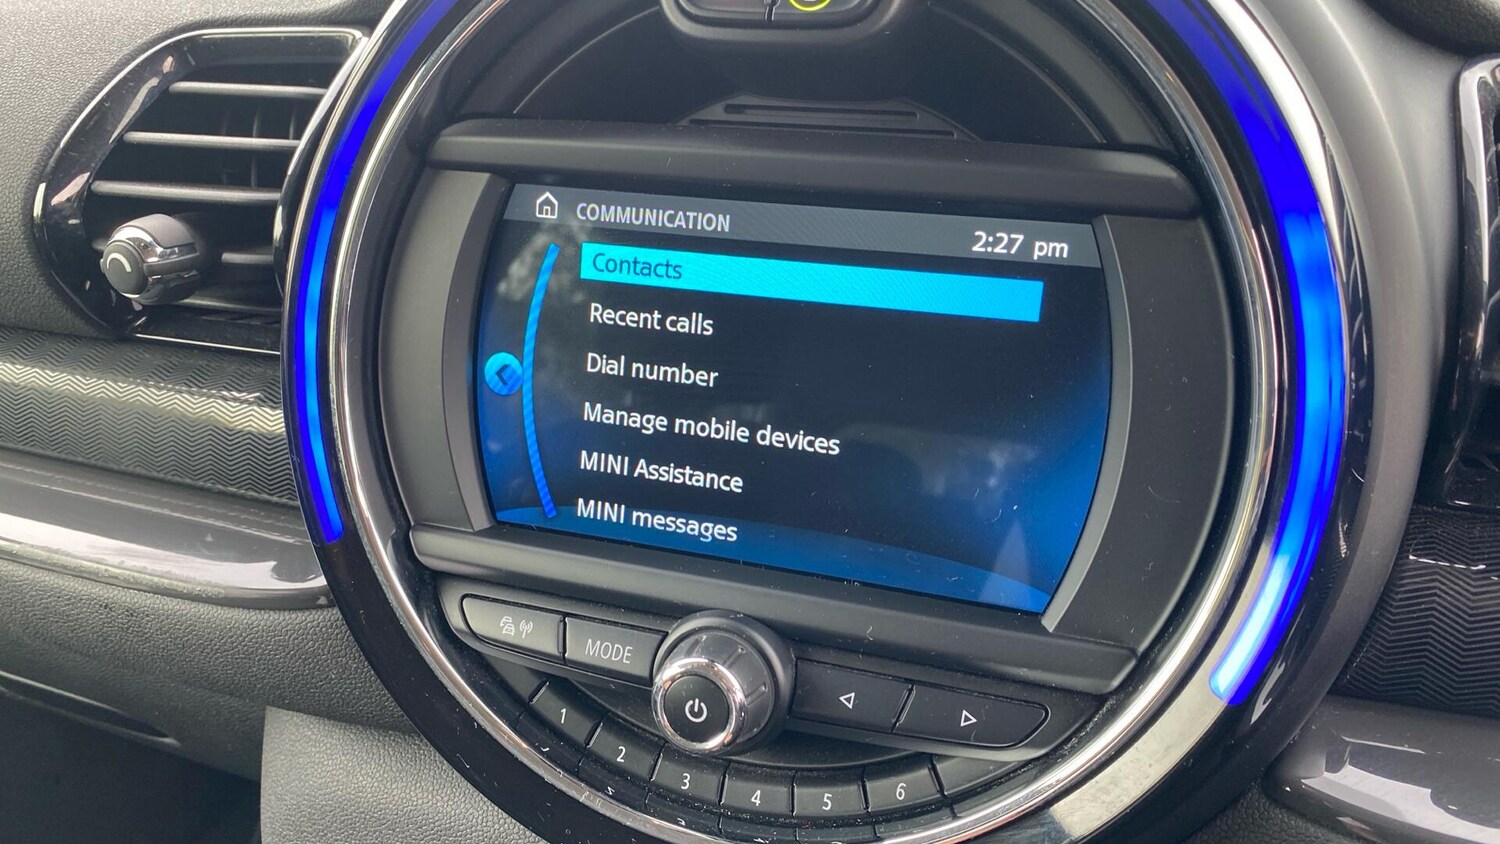 COMMUNICATION
2:27 pm
Contacts
Recent calls
Dial number
Manage mobile devices
MINI Assistance
MINI messages
MODE
1
2
3
4
5
6